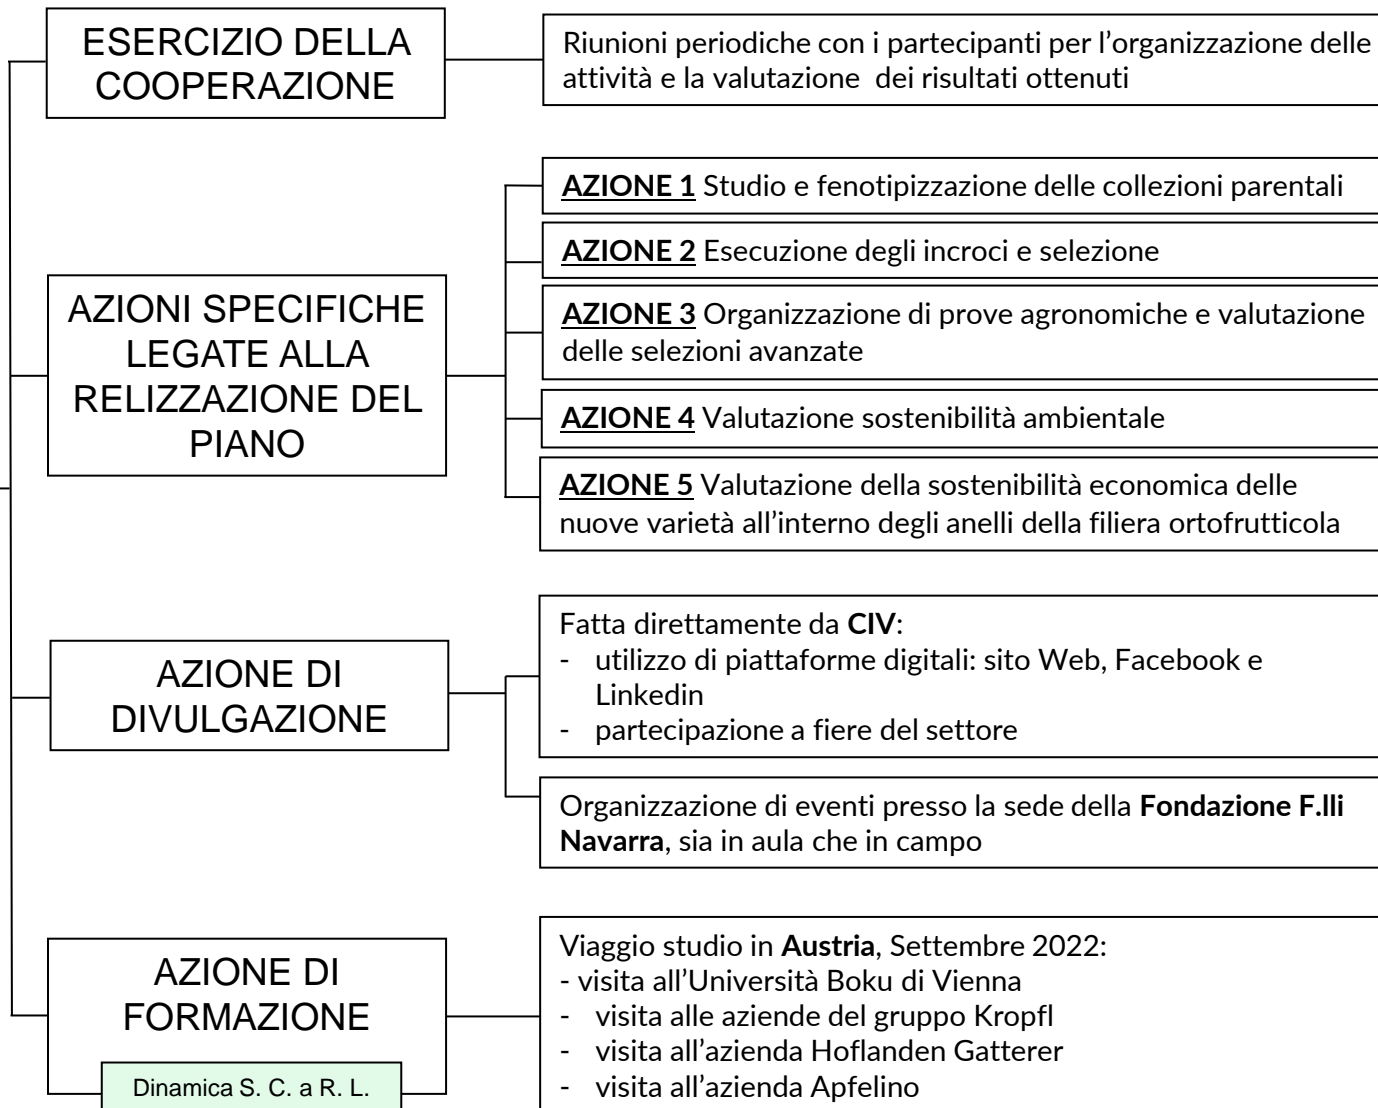 ESERCIZIO DELLA
COOPERAZIONE
Riunioni periodiche con i partecipanti per l'organizzazione delle
attività e la valutazione dei risultati ottenuti
AZIONI SPECIFICHE
LEGATE ALLA
RELIZZAZIONE DEL
PIANO
AZIONE 1 Studio e fenotipizzazione delle collezioni parentali
AZIONE 2 Esecuzione degli incroci e selezione
AZIONE 3 Organizzazione di prove agronomiche e valutazione
delle selezioni avanzate
AZIONE 4 Valutazione sostenibilità ambientale
AZIONE 5 Valutazione della sostenibilità economica delle
nuove varietà all'interno degli anelli della filiera ortofrutticola
AZIONE DI
DIVULGAZIONE
Fatta direttamente da CIV:
- utilizzo di piattaforme digitali: sito Web, Facebook e
Linkedin
- partecipazione a fiere del settore
Organizzazione di eventi presso la sede della Fondazione F.lli
Navarra, sia in aula che in campo
AZIONE DI
FORMAZIONE
Dinamica S. C. a R. L.
Viaggio studio in Austria, Settembre 2022:
- visita all'Università Boku di Vienna
- visita alle aziende del gruppo Kropfl
- visita all'azienda Hoflanden Gatterer
- visita all'azienda Apfelino